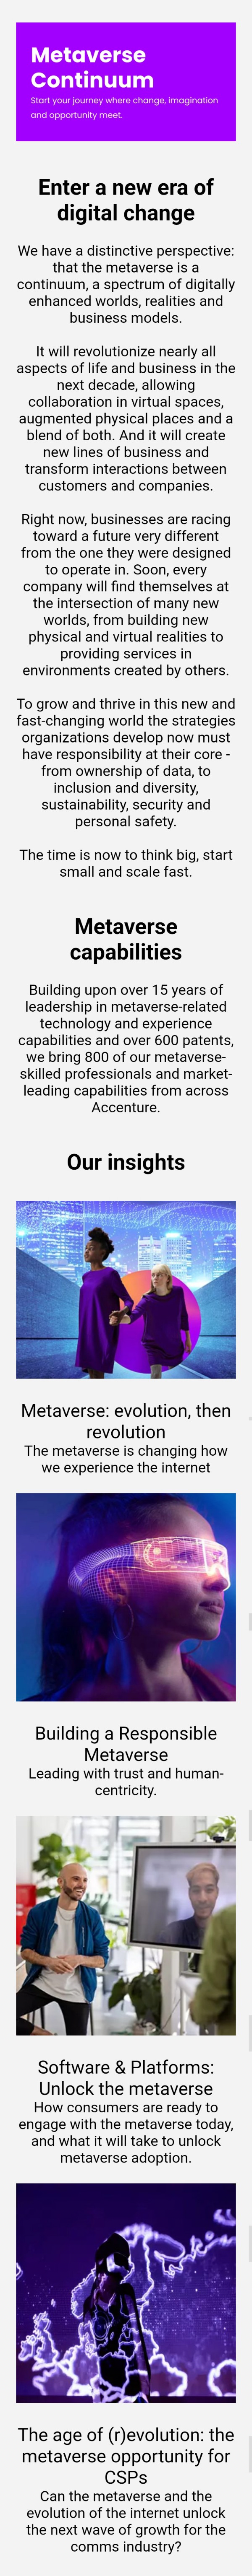 Metaverse
Continuum
Start your journey where change, imagination
and opportunity meet.
Enter a new era of
digital change
We have a distinctive perspective:
that the metaverse is a
continuum, a spectrum of digitally
enhanced worlds, realities and
business models.
It will revolutionize nearly all
aspects of life and business in the
next decade, allowing
collaboration in virtual spaces,
augmented physical places and a
blend of both. And it will create
new lines of business and
transform interactions between
customers and companies.
Right now, businesses are racing
toward a future very different
from the one they were designed
to operate in. Soon, every
company will find themselves at
the intersection of many new
worlds, from building new
physical and virtual realities to
providing services in
environments created by others.
To grow and thrive in this new and
fast-changing world the strategies
organizations develop now must
have responsibility at their core -
from ownership of data, to
inclusion and diversity,
sustainability, security and
personal safety.
The time is now to think big, start
small and scale fast.
Metaverse
capabilities
Building upon over 15 years of
leadership in metaverse-related
technology and experience
capabilities and over 600 patents,
we bring 800 of our metaverse-
skilled professionals and market-
leading capabilities from across
Accenture.
Our insights
Metaverse: evolution, then
revolution
The metaverse is changing how
we experience the internet
Building a Responsible
Metaverse
Leading with trust and human-
centricity.
Software & Platforms:
Unlock the metaverse
How consumers are ready to
engage with the metaverse today,
and what it will take to unlock
metaverse adoption.
The age of (r)evolution: the
metaverse opportunity for
CSPs
Can the metaverse and the
evolution of the internet unlock
the next wave of growth for the
comms industry?